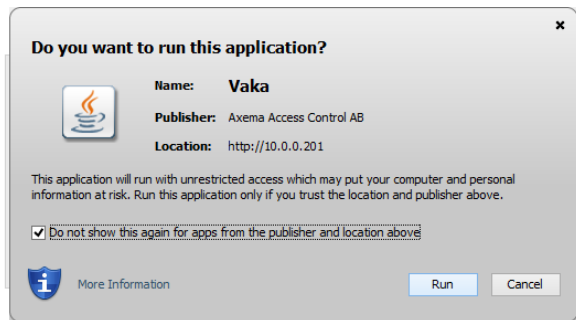 Do you want to run this application?
Name: Vaka
Publisher: Axema Access Control AB
Location: http://10.0.0.201
This application will run with unrestricted access which may put your computer and personal
information at risk. Run this application only if you trust the location and publisher above.
Do not show this again for apps from the publisher and location above
More Information
Run
Cancel